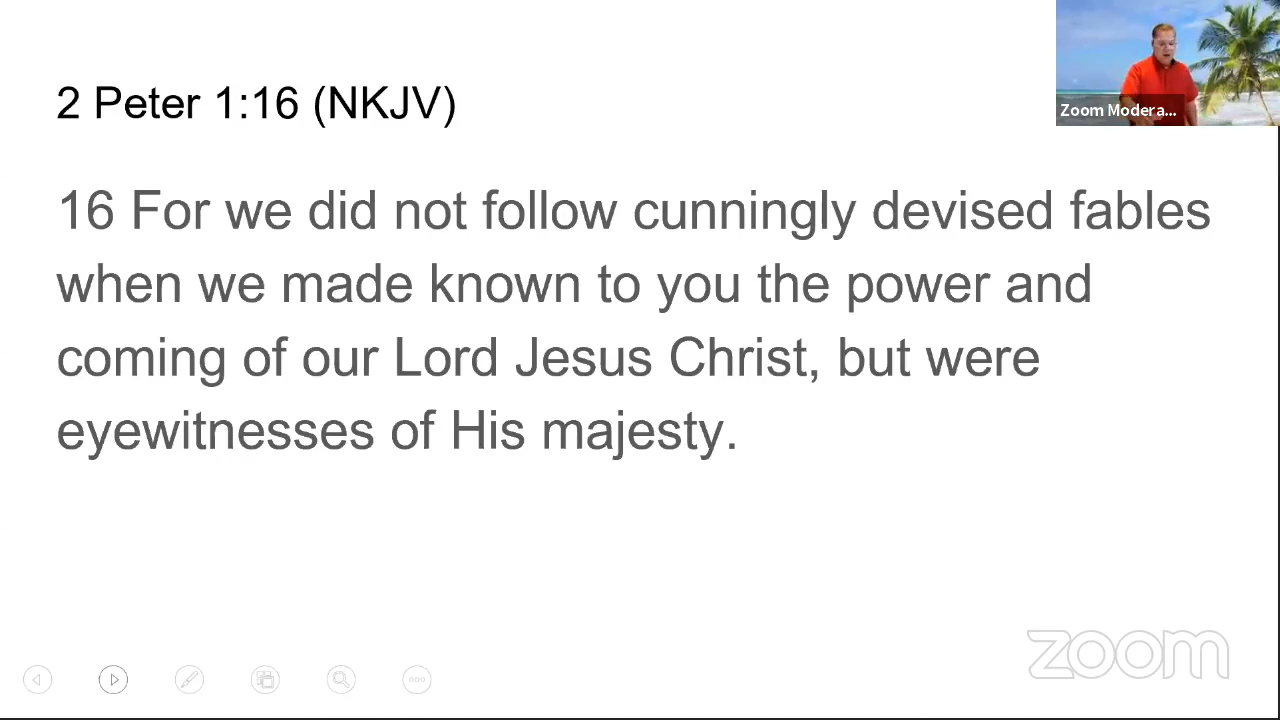 2 Peter 1:16 (NKJV)
Zoom Modera...
16 For we did not follow cunningly devised fables
when we made known to you the power and
coming of our Lord Jesus Christ, but were
eyewitnesses of His majesty.
zoom